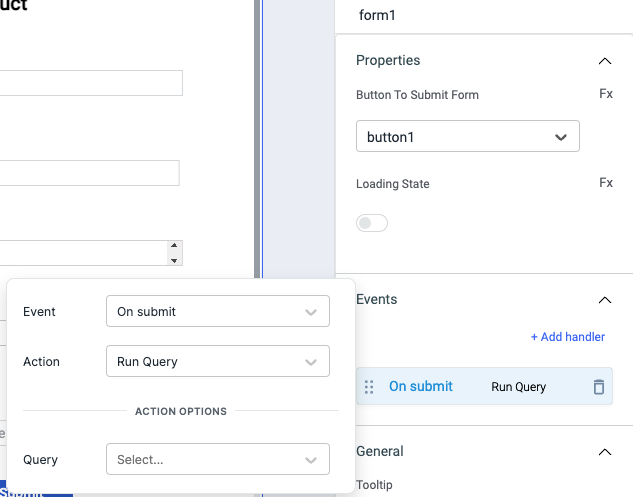 uct
form1
Properties
Button To Submit Form
Fx
button1
Loading State
Fx
Events
+ Add handler
On submit
Run Query
Event
On submit
Action
Run Query
ACTION OPTIONS
Query
Select...
General
Tooltip